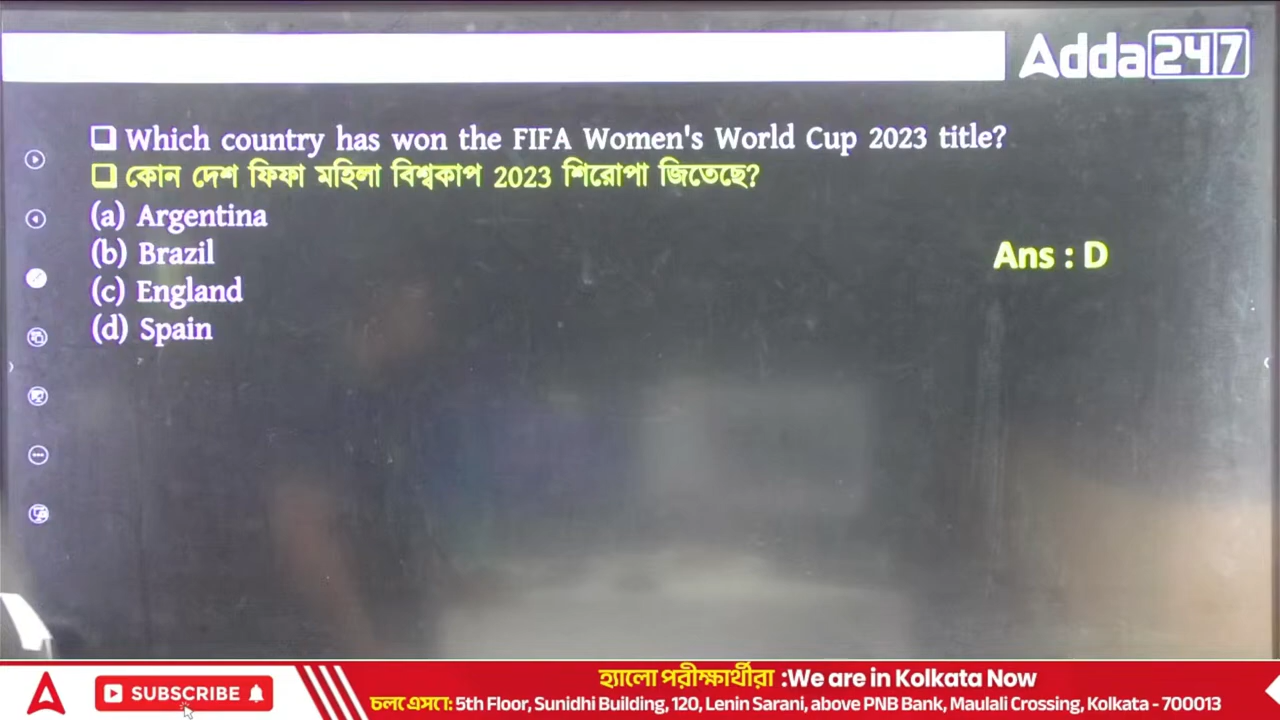 Adda247
❑ Which country has won the FIFA Women's World Cup 2023 title?
❑ কোন দেশ ফিফা মহিলা বিশ্বকাপ 2023 শিরোপা জিতেছে?
(a) Argentina
(b) Brazil
Ans : D
(c) England
(d) Spain
SUBSCRIBE
হ্যালো পরীক্ষার্থীরা :We are in Kolkata Now
চলে এসো: 5th Floor, Sunidhi Building, 120, Lenin Sarani, above PNB Bank, Maulali Crossing, Kolkata - 700013